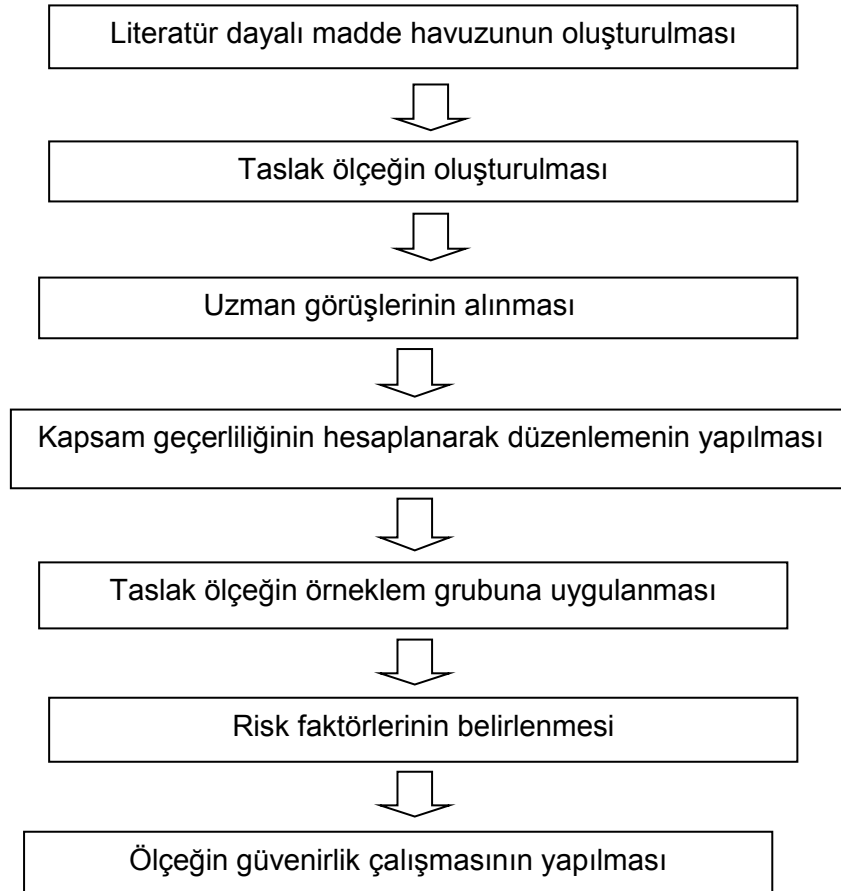 Literatür dayalı madde havuzunun oluşturulması
Taslak ölçeğin oluşturulması
Uzman görüşlerinin alınması
Kapsam geçerliliğinin hesaplanarak düzenlemenin yapılması
Taslak ölçeğin örneklem grubuna uygulanması
Risk faktörlerinin belirlenmesi
Ölçeğin güvenirlik çalışmasının yapılması